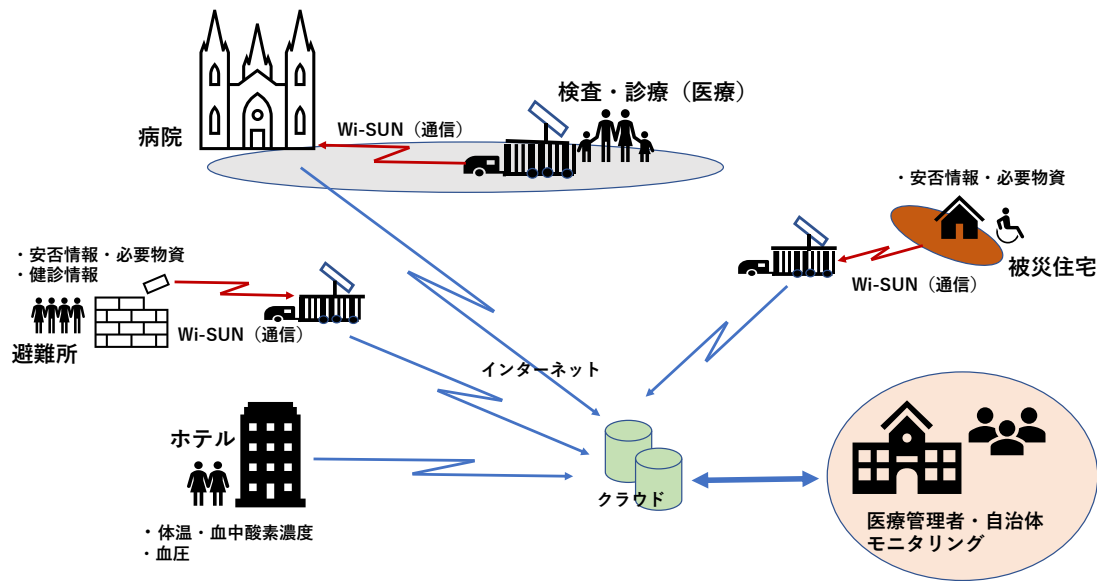 検査・診療（医療）
Wi-SUN（通信）
病院
・安否情報・必要物資
被災住宅
Wi-SUN（通信）
・安否情報・必要物資
・健診情報
Wi-SUN（通信）
避難所
インターネット
ホテル
・体温・血中酸素濃度
・血圧
クラウド
医療管理者・自治体
モニタリング